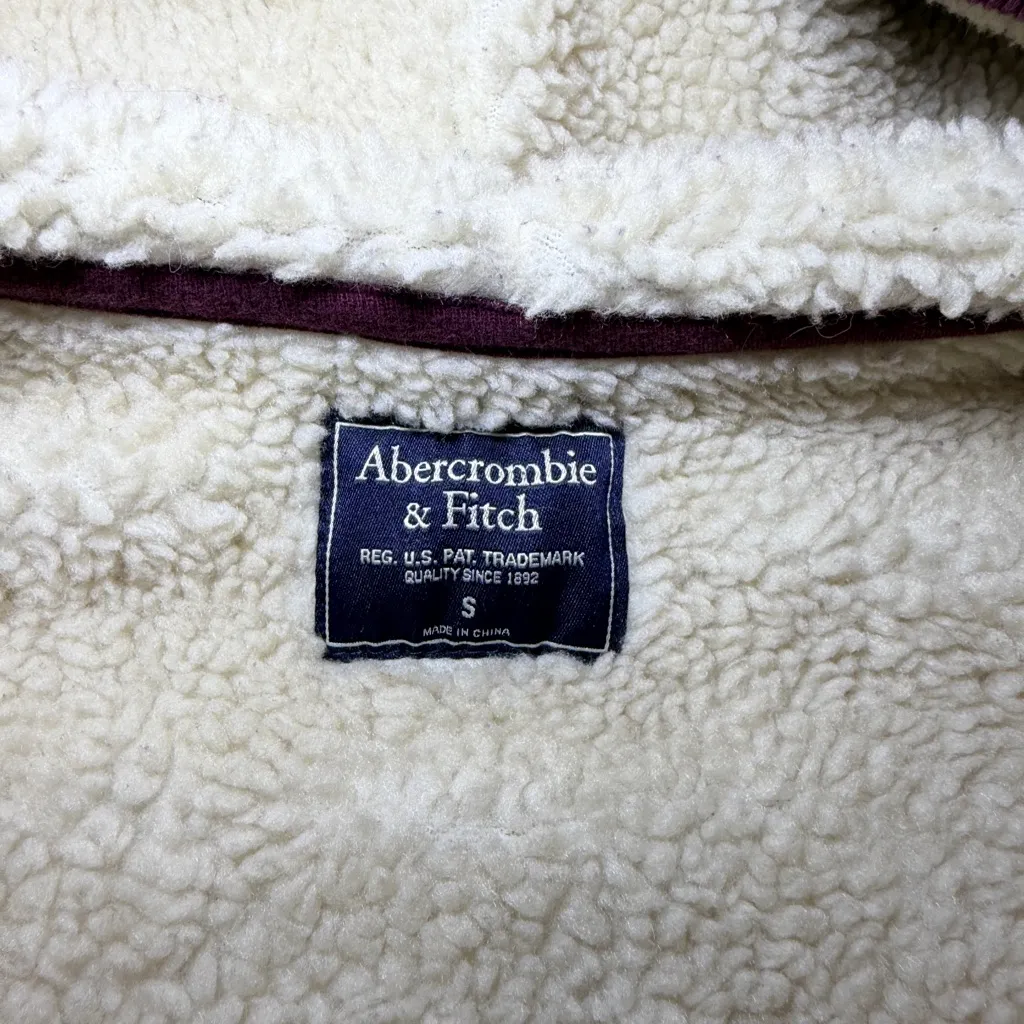 Abercrombie
& Fitch
REG. U.S. PAT. TRADEMARK
QUALITY SINCE 1892
S
MADE IN CHINA